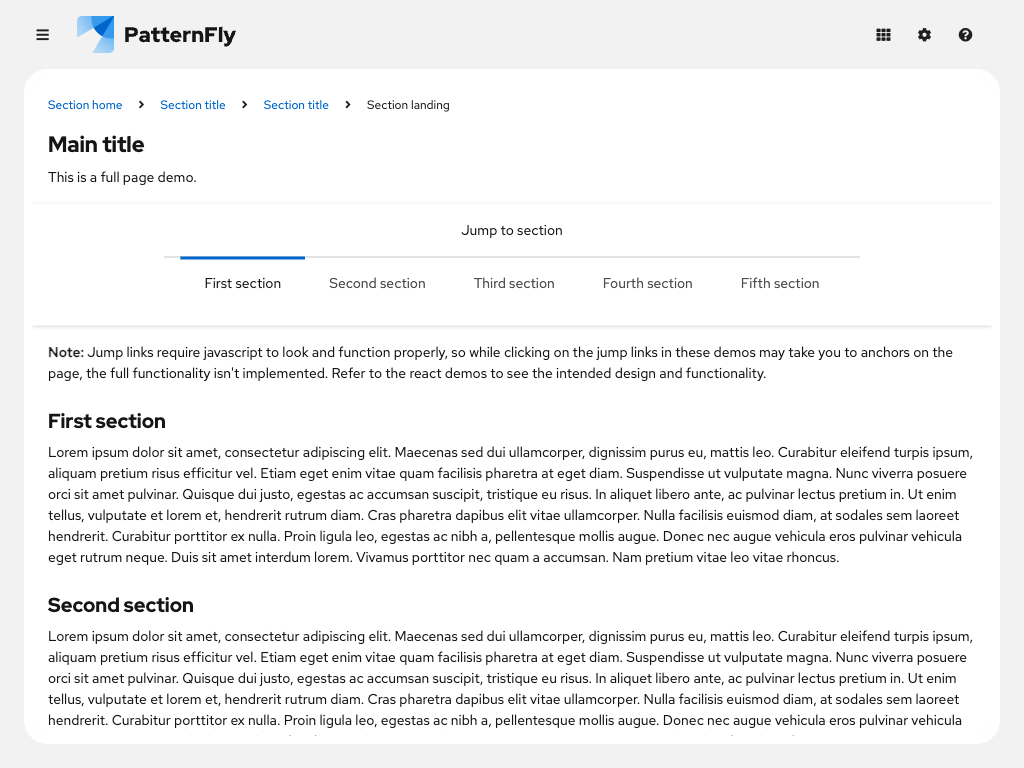 PatternFly
Section home Section title Section title Section landing
Main title
This is a full page demo.
Jump to section
First section Second section Third section Fourth section Fifth section
Note: Jump links require javascript to look and function properly, so while clicking on the jump links in these demos may take you to anchors on the
page, the full functionality isn't implemented. Refer to the react demos to see the intended design and functionality.
First section
Lorem ipsum dolor sit amet, consectetur adipiscing elit. Maecenas sed dui ullamcorper, dignissim purus eu, mattis leo. Curabitur eleifend turpis ipsum,
aliquam pretium risus efficitur vel. Etiam eget enim vitae quam facilisis pharetra at eget diam. Suspendisse ut vulputate magna. Nunc viverra posuere
orci sit amet pulvinar. Quisque dui justo, egestas ac accumsan suscipit, tristique eu risus. In aliquet libero ante, ac pulvinar lectus pretium in. Ut enim
tellus, vulputate et lorem et, hendrerit rutrum diam. Cras pharetra dapibus elit vitae ullamcorper. Nulla facilisis euismod diam, at sodales sem laoreet
hendrerit. Curabitur porttitor ex nulla. Proin ligula leo, egestas ac nibh a, pellentesque mollis augue. Donec nec augue vehicula eros pulvinar vehicula
eget rutrum neque. Duis sit amet interdum lorem. Vivamus porttitor nec quam a accumsan. Nam pretium vitae leo vitae rhoncus.
Second section
Lorem ipsum dolor sit amet, consectetur adipiscing elit. Maecenas sed dui ullamcorper, dignissim purus eu, mattis leo. Curabitur eleifend turpis ipsum,
aliquam pretium risus efficitur vel. Etiam eget enim vitae quam facilisis pharetra at eget diam. Suspendisse ut vulputate magna. Nunc viverra posuere
orci sit amet pulvinar. Quisque dui justo, egestas ac accumsan suscipit, tristique eu risus. In aliquet libero ante, ac pulvinar lectus pretium in. Ut enim
tellus, vulputate et lorem et, hendrerit rutrum diam. Cras pharetra dapibus elit vitae ullamcorper. Nulla facilisis euismod diam, at sodales sem laoreet
hendrerit. Curabitur porttitor ex nulla. Proin ligula leo, egestas ac nibh a, pellentesque mollis augue. Donec nec augue vehicula eros pulvinar vehicula